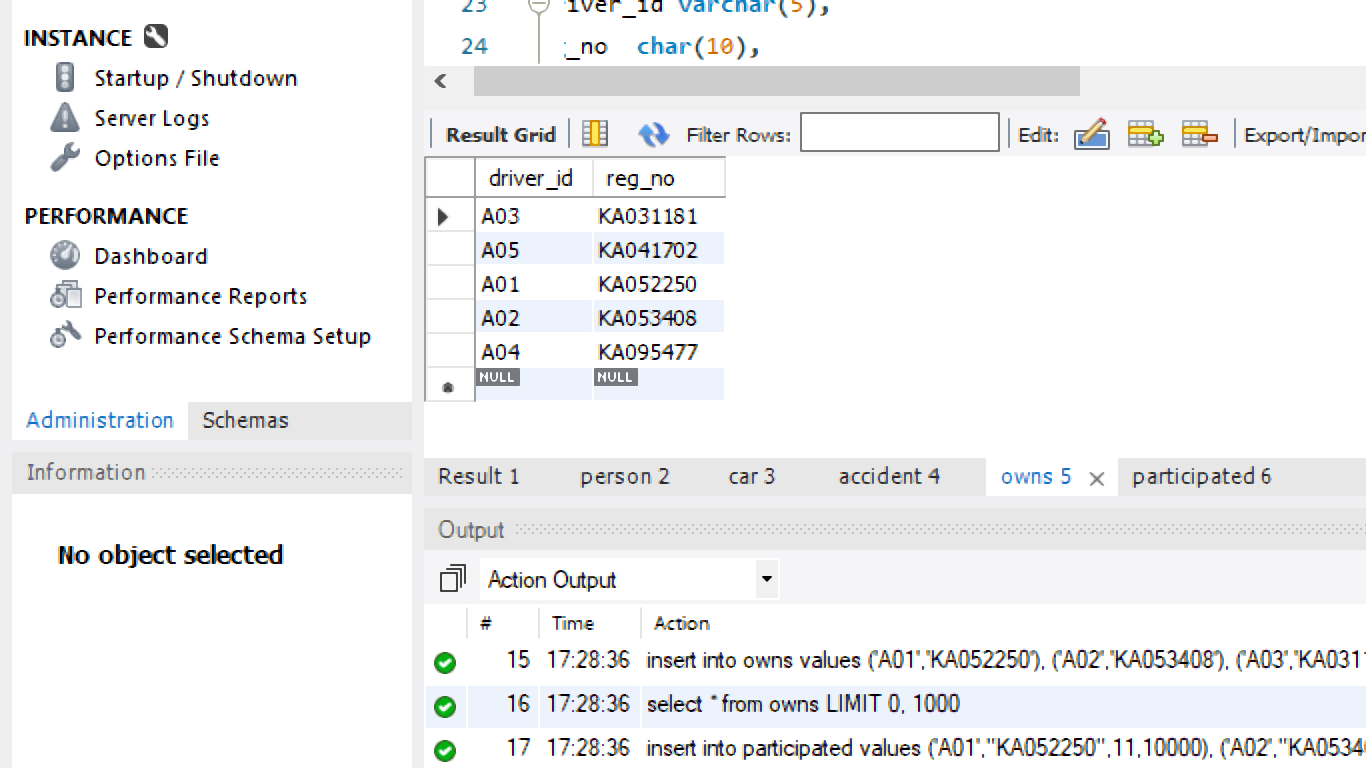 INSTANCE
Startup / Shutdown
Server Logs
Options File
PERFORMANCE
Dashboard
Performance Reports
Performance Schema Setup
Administration Schemas
Information
No object selected
23 iver_id varchar(5),
24 _no char(10),
Result Grid Filter Rows: Edit: Export/Impor
driver_id reg_no
A03 KA031181
A05 KA041702
A01 KA052250
A02 KA053408
A04 KA095477
NULL NULL
Result 1 person 2 car 3 accident 4 owns 5 participated 6
Output
Action Output
# Time Action
15 17:28:36 insert into owns values ('A01','KA052250'), ('A02','KA053408'), ('A03','KA0311
16 17:28:36 select * from owns LIMIT 0, 1000
17 17:28:36 insert into participated values ('A01',"KA052250",11,10000), ('A02',"KA05340